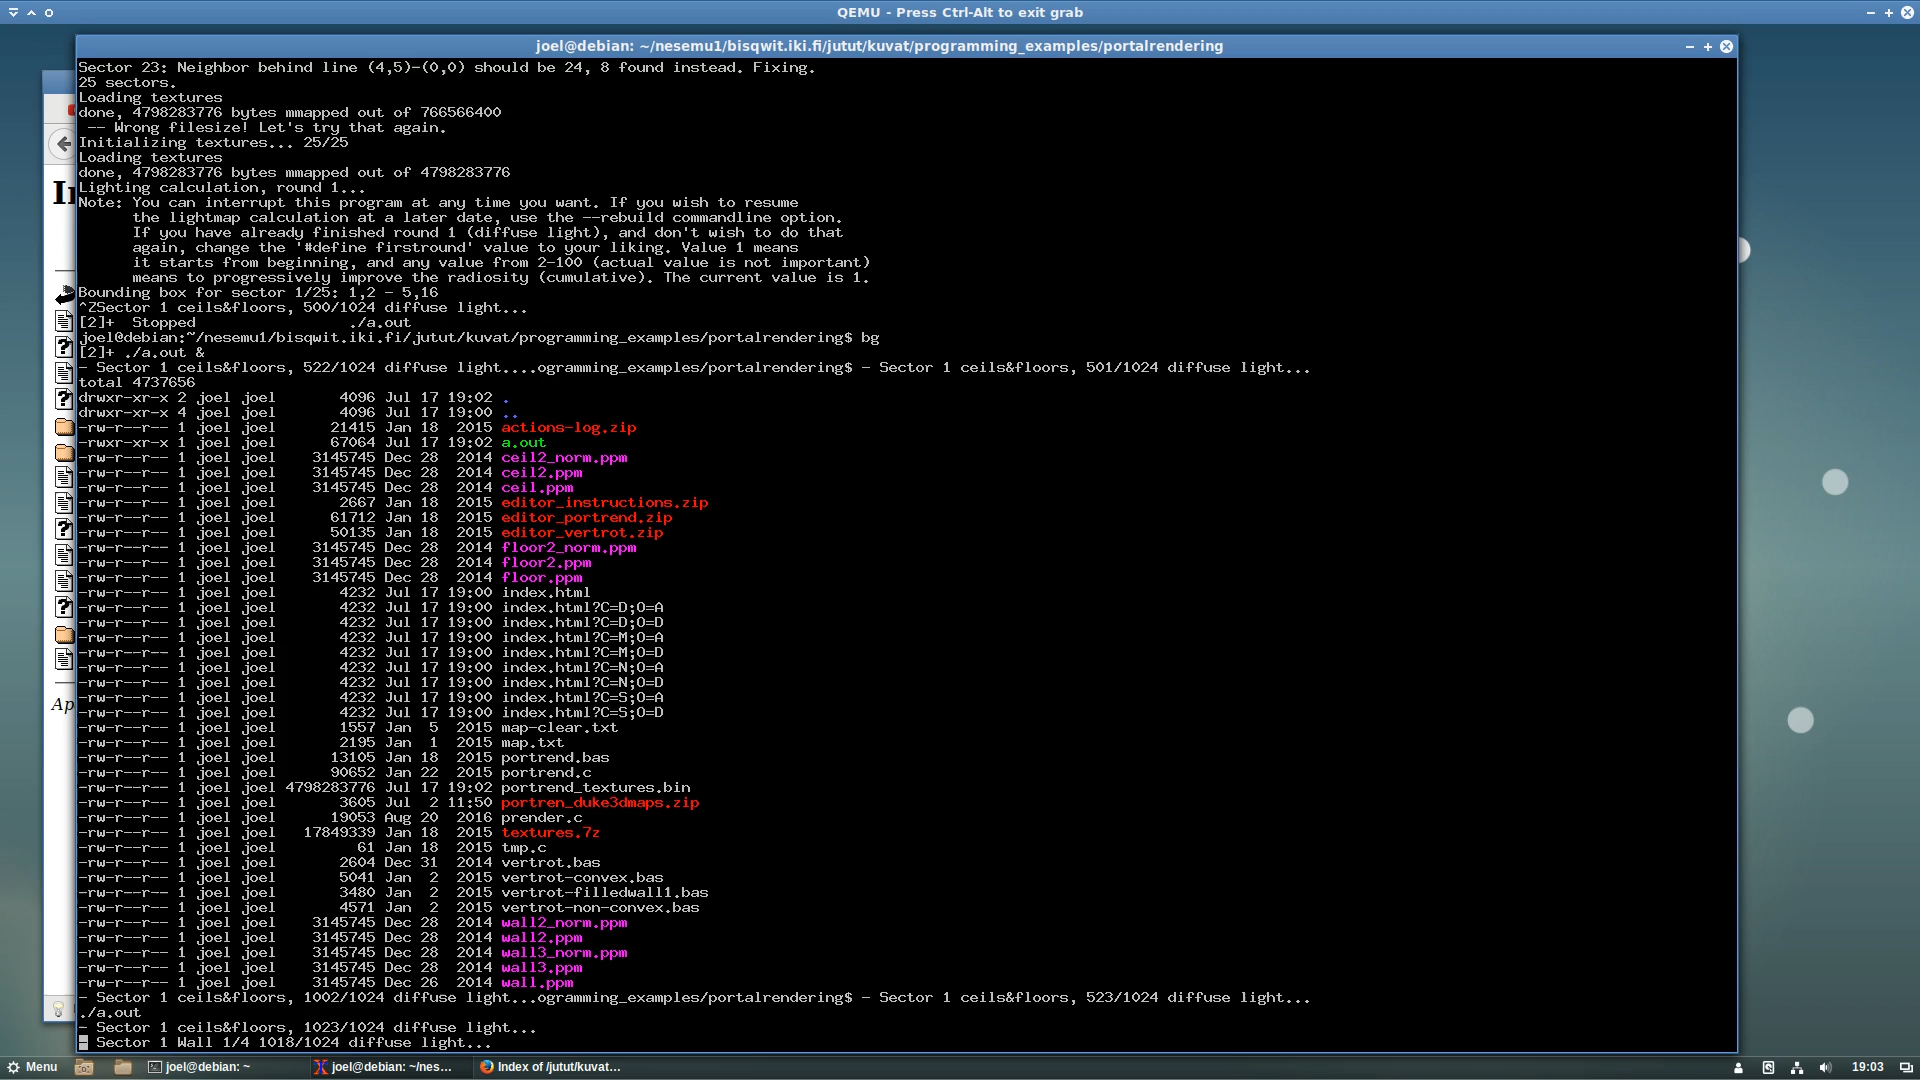 QEMU - Press Ctrl-Alt to exit grab
joel@debian: ~/nesemu1/bisqwit.iki.fi/jutut/kuvat/programming_examples/portalrendering
Sector 23: Neighbor behind line (4,5)-(0,0) should be 24, 8 found instead. Fixing.
25 sectors.
Loading textures
done, 4798283776 bytes mmapped out of 766566400
-- Wrong filesize! Let's try that again.
Initializing textures... 25/25
Loading textures
done, 4798283776 bytes mmapped out of 4798283776
Lighting calculation, round 1...
Note: You can interrupt this program at any time you want. If you wish to resume
the lightmap calculation at a later date, use the --rebuild commandline option.
If you have already finished round 1 (diffuse light), and don't wish to do that
again, change the '#define firstround' value to your liking. Value 1 means
it starts from beginning, and any value from 2-100 (actual value is not important)
means to progressively improve the radiosity (cumulative). The current value is 1.
Bounding box for sector 1/25: 1,2 - 5,16
^ZSector 1 ceils&floors, 500/1024 diffuse light...
[2]+  Stopped                 ./a.out
joel@debian:~/nesemu1/bisqwit.iki.fi/jutut/kuvat/programming_examples/portalrendering$ bg
[2]+ ./a.out &
- Sector 1 ceils&floors, 522/1024 diffuse light....ogramming_examples/portalrendering$ - Sector 1 ceils&floors, 501/1024 diffuse light...
total 4737656
drwxr-xr-x 2 joel joel       4096 Jul 17 19:02 .
drwxr-xr-x 4 joel joel       4096 Jul 17 19:00 ..
-rw-r--r-- 1 joel joel      21415 Jan 18  2015 actions-log.zip
-rwxr-xr-x 1 joel joel      67064 Jul 17 19:02 a.out
-rw-r--r-- 1 joel joel    3145745 Dec 28  2014 ceil2_norm.ppm
-rw-r--r-- 1 joel joel    3145745 Dec 28  2014 ceil2.ppm
-rw-r--r-- 1 joel joel    3145745 Dec 28  2014 ceil.ppm
-rw-r--r-- 1 joel joel       2667 Jan 18  2015 editor_instructions.zip
-rw-r--r-- 1 joel joel      61712 Jan 18  2015 editor_portrend.zip
-rw-r--r-- 1 joel joel      50135 Jan 18  2015 editor_vertrot.zip
-rw-r--r-- 1 joel joel    3145745 Dec 28  2014 floor2_norm.ppm
-rw-r--r-- 1 joel joel    3145745 Dec 28  2014 floor2.ppm
-rw-r--r-- 1 joel joel    3145745 Dec 28  2014 floor.ppm
-rw-r--r-- 1 joel joel       4232 Jul 17 19:00 index.html
-rw-r--r-- 1 joel joel       4232 Jul 17 19:00 index.html?C=D;O=A
-rw-r--r-- 1 joel joel       4232 Jul 17 19:00 index.html?C=D;O=D
-rw-r--r-- 1 joel joel       4232 Jul 17 19:00 index.html?C=M;O=A
-rw-r--r-- 1 joel joel       4232 Jul 17 19:00 index.html?C=M;O=D
-rw-r--r-- 1 joel joel       4232 Jul 17 19:00 index.html?C=N;O=A
-rw-r--r-- 1 joel joel       4232 Jul 17 19:00 index.html?C=N;O=D
-rw-r--r-- 1 joel joel       4232 Jul 17 19:00 index.html?C=S;O=A
-rw-r--r-- 1 joel joel       4232 Jul 17 19:00 index.html?C=S;O=D
-rw-r--r-- 1 joel joel       1557 Jan  5  2015 map-clear.txt
-rw-r--r-- 1 joel joel       2195 Jan  1  2015 map.txt
-rw-r--r-- 1 joel joel      13105 Jan 18  2015 portrend.bas
-rw-r--r-- 1 joel joel      90652 Jan 22  2015 portrend.c
-rw-r--r-- 1 joel joel 4798283776 Jul 17 19:02 portrend_textures.bin
-rw-r--r-- 1 joel joel       3605 Jul  2 11:50 portren_duke3dmaps.zip
-rw-r--r-- 1 joel joel      19053 Aug 20  2016 prender.c
-rw-r--r-- 1 joel joel   17849339 Jan 18  2015 textures.7z
-rw-r--r-- 1 joel joel         61 Jan 18  2015 tmp.c
-rw-r--r-- 1 joel joel       2604 Dec 31  2014 vertrot.bas
-rw-r--r-- 1 joel joel       5041 Jan  2  2015 vertrot-convex.bas
-rw-r--r-- 1 joel joel       3480 Jan  2  2015 vertrot-filledwall1.bas
-rw-r--r-- 1 joel joel       4571 Jan  2  2015 vertrot-non-convex.bas
-rw-r--r-- 1 joel joel    3145745 Dec 28  2014 wall2_norm.ppm
-rw-r--r-- 1 joel joel    3145745 Dec 28  2014 wall2.ppm
-rw-r--r-- 1 joel joel    3145745 Dec 28  2014 wall3_norm.ppm
-rw-r--r-- 1 joel joel    3145745 Dec 28  2014 wall3.ppm
-rw-r--r-- 1 joel joel    3145745 Dec 26  2014 wall.ppm
- Sector 1 ceils&floors, 1002/1024 diffuse light...ogramming_examples/portalrendering$ - Sector 1 ceils&floors, 523/1024 diffuse light...
./a.out
- Sector 1 ceils&floors, 1023/1024 diffuse light...
- Sector 1 Wall 1/4 1018/1024 diffuse light...
Ap
Menu
joel@debian: ~
joel@debian: ~/nes...
Index of /jutut/kuvat...
19:03